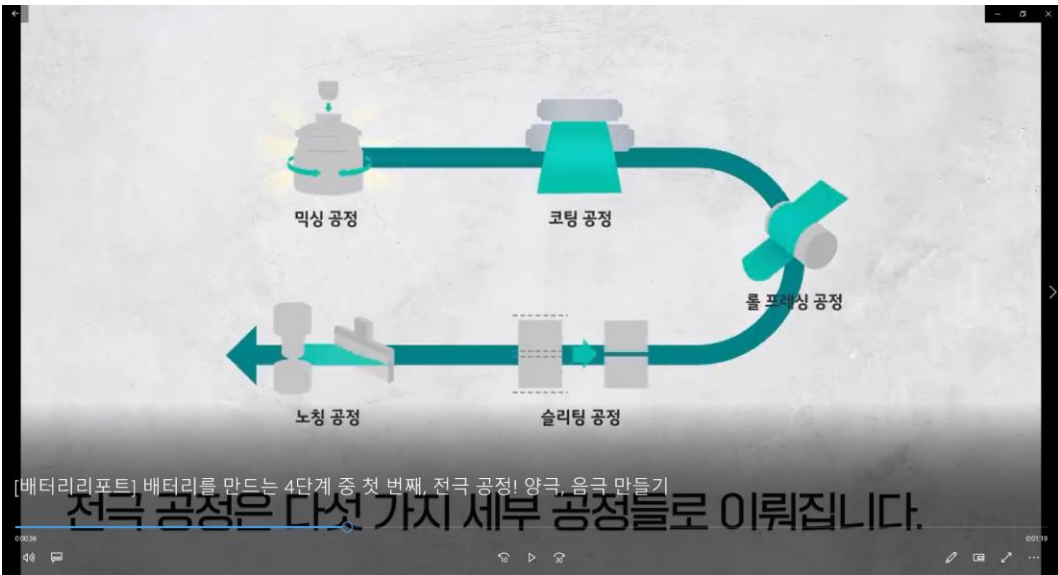 믹싱 공정
코팅 공정
롤 프레싱 공정
노칭 공정
슬리팅 공정
[배터리리포트] 배터리를 만드는 4단계 중 첫 번째, 전극 공정! 양극, 음극 만들기
전극 공정은 다섯 가지 세부 공정들로 이뤄집니다.
0:00:36
0:01:19
10
30